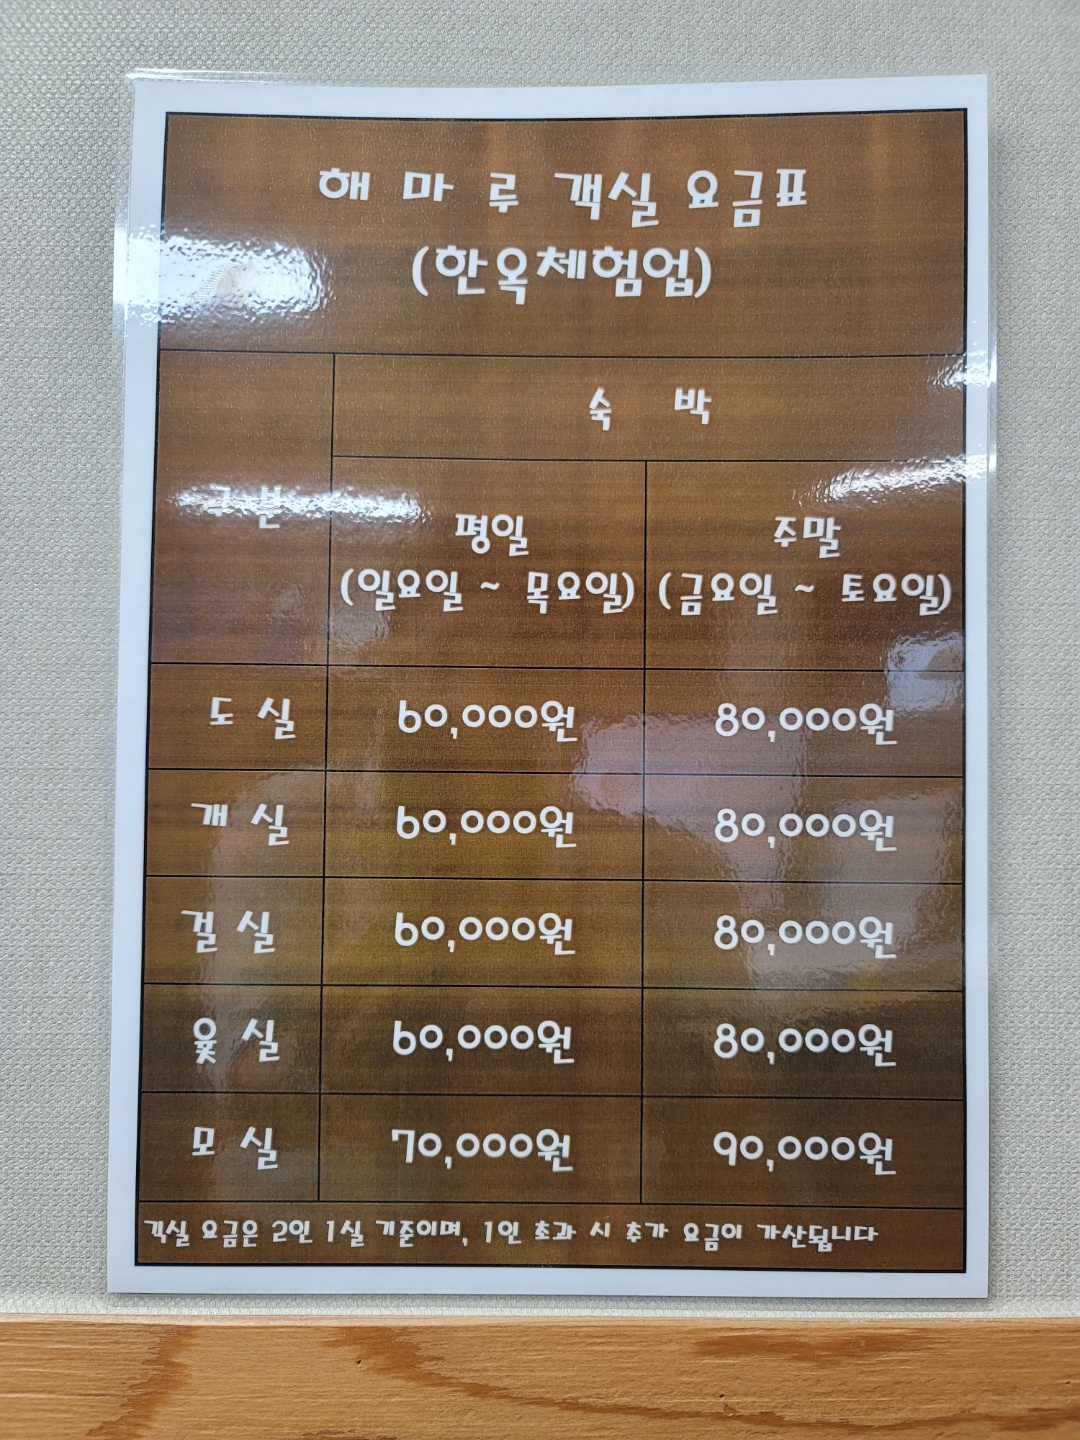 해 마 루 객실 요금표
(한옥체험업)
구 분
숙 박
평일
(일요일 ~ 목요일)
주말
(금요일 ~ 토요일)
도 실 60,000원 80,000원
개 실 60,000원 80,000원
걸 실 60,000원 80,000원
윷 실 60,000원 80,000원
모 실 70,000원 90,000원
객실 요금은 2인 1실 기준이며, 1인 초과 시 추가 요금이 가산됩니다